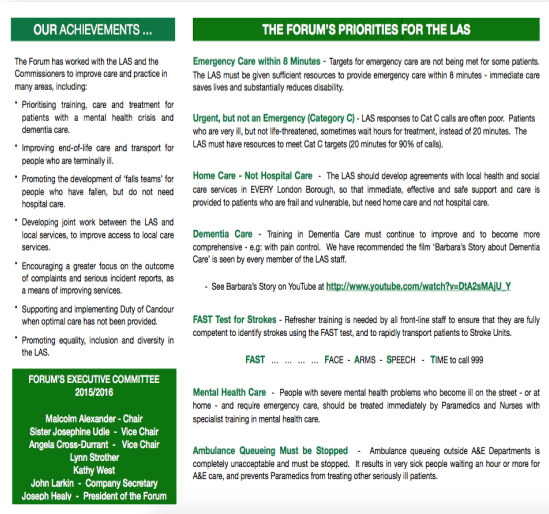 OUR ACHIEVEMENTS ...
The Forum has worked with the LAS and the
Commissioners to improve care and practice in
many areas, including:
* Prioritising training, care and treatment for
patients with a mental health crisis and
dementia care.
* Improving end-of-life care and transport for
people who are terminally ill.
* Promoting the development of 'falls teams' for
people who have fallen, but do not need
hospital care.
* Developing joint work between the LAS and
local services, to improve access to local care
services.
* Encouraging a greater focus on the outcome
of complaints and serious incident reports, as
a means of improving services.
* Supporting and implementing Duty of Candour
when optimal care has not been provided.
* Promoting equality, inclusion and diversity in
the LAS.
FORUM'S EXECUTIVE COMMITTEE
2015/2016
Malcolm Alexander - Chair
Sister Josephine Udie - Vice Chair
Angela Cross-Durrant - Vice Chair
Lynn Strother
Kathy West
John Larkin - Company Secretary
Joseph Healy - President of the Forum
THE FORUM'S PRIORITIES FOR THE LAS
Emergency Care within 8 Minutes - Targets for emergency care are not being met for some patients.
The LAS must be given sufficient resources to provide emergency care within 8 minutes - immediate care
saves lives and substantially reduces disability.
Urgent, but not an Emergency (Category C) - LAS responses to Cat C calls are often poor. Patients
who are very ill, but not life-threatened, sometimes wait hours for treatment, instead of 20 minutes. The
LAS must have resources to meet Cat C targets (20 minutes for 90% of calls).
Home Care - Not Hospital Care - The LAS should develop agreements with local health and social
care services in EVERY London Borough, so that immediate, effective and safe support and care is
provided to patients who are frail and vulnerable, but need home care and not hospital care.
Dementia Care - Training in Dementia Care must continue to improve and to become more
comprehensive - e.g: with pain control. We have recommended the film 'Barbara's Story about Dementia
Care' is seen by every member of the LAS staff.
- See Barbara's Story on YouTube at http://www.youtube.com/watch?v=DtA2sMAjU_Y
FAST Test for Strokes - Refresher training is needed by all front-line staff to ensure that they are fully
competent to identify strokes using the FAST test, and to rapidly transport patients to Stroke Units.
FAST ... ... ... ... FACE - ARMS - SPEECH - TIME to call 999
Mental Health Care - People with severe mental health problems who become ill on the street - or at
home - and require emergency care, should be treated immediately by Paramedics and Nurses with
specialist training in mental health care.
Ambulance Queueing Must be Stopped - Ambulance queueing outside A&E Departments is
completely unacceptable and must be stopped. It results in very sick people waiting an hour or more for
A&E care, and prevents Paramedics from treating other seriously ill patients.